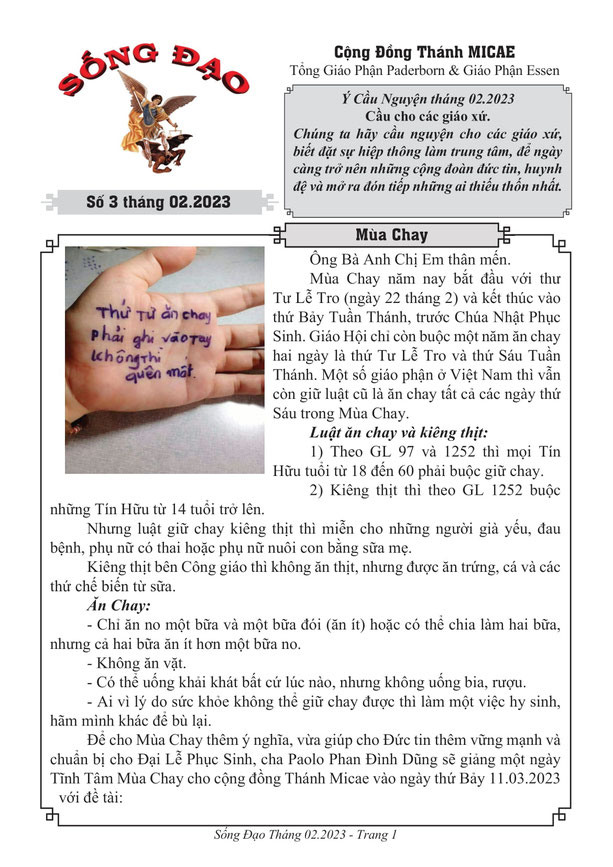 SỐNG ĐẠO
Số 3 tháng 02.2023
Cộng Đồng Thánh MICAE
Tổng Giáo Phận Paderborn & Giáo Phận Essen
Ý Cầu Nguyện tháng 02.2023
Cầu cho các giáo xứ.
Chúng ta hãy cầu nguyện cho các giáo xứ,
biết đặt sự hiệp thông làm trung tâm, để ngày
càng trở nên những cộng đoàn đức tin, huynh
đệ và mở ra đón tiếp những ai thiếu thốn nhất.
Mùa Chay
Thứ Tư ăn chay
phải ghi vào tay
không thì
quên mất.
Ông Bà Anh Chị Em thân mến.
Mùa Chay năm nay bắt đầu với thư
Tư Lễ Tro (ngày 22 tháng 2) và kết thúc vào
thứ Bảy Tuần Thánh, trước Chúa Nhật Phục
Sinh. Giáo Hội chỉ còn buộc một năm ăn chay
hai ngày là thứ Tư Lễ Tro và thứ Sáu Tuần
Thánh. Một số giáo phận ở Việt Nam thì vẫn
còn giữ luật cũ là ăn chay tất cả các ngày thứ
Sáu trong Mùa Chay.
Luật ăn chay và kiêng thịt:
1) Theo GL 97 và 1252 thì mọi Tín
Hữu tuổi từ 18 đến 60 phải buộc giữ chay.
2) Kiêng thịt thì theo GL 1252 buộc
những Tín Hữu từ 14 tuổi trở lên.
Nhưng luật giữ chay kiêng thịt thì miễn cho những người già yếu, đau
bệnh, phụ nữ có thai hoặc phụ nữ nuôi con bằng sữa mẹ.
Kiêng thịt bên Công giáo thì không ăn thịt, nhưng được ăn trứng, cá và các
thứ chế biến từ sữa.
Ăn Chay:
- Chỉ ăn no một bữa và một bữa đói (ăn ít) hoặc có thể chia làm hai bữa,
nhưng cả hai bữa ăn ít hơn một bữa no.
- Không ăn vặt.
- Có thể uống khải khát bất cứ lúc nào, nhưng không uống bia, rượu.
- Ai vì lý do sức khỏe không thể giữ chay được thì làm một việc hy sinh,
hãm mình khác để bù lại.
Để cho Mùa Chay thêm ý nghĩa, vừa giúp cho Đức tin thêm vững mạnh và
chuẩn bị cho Đại Lễ Phục Sinh, cha Paolo Phan Đình Dũng sẽ giảng một ngày
Tĩnh Tâm Mùa Chay cho cộng đồng Thánh Micae vào ngày thứ Bảy 11.03.2023
với đề tài:
Sống Đạo Tháng 02.2023 - Trang 1